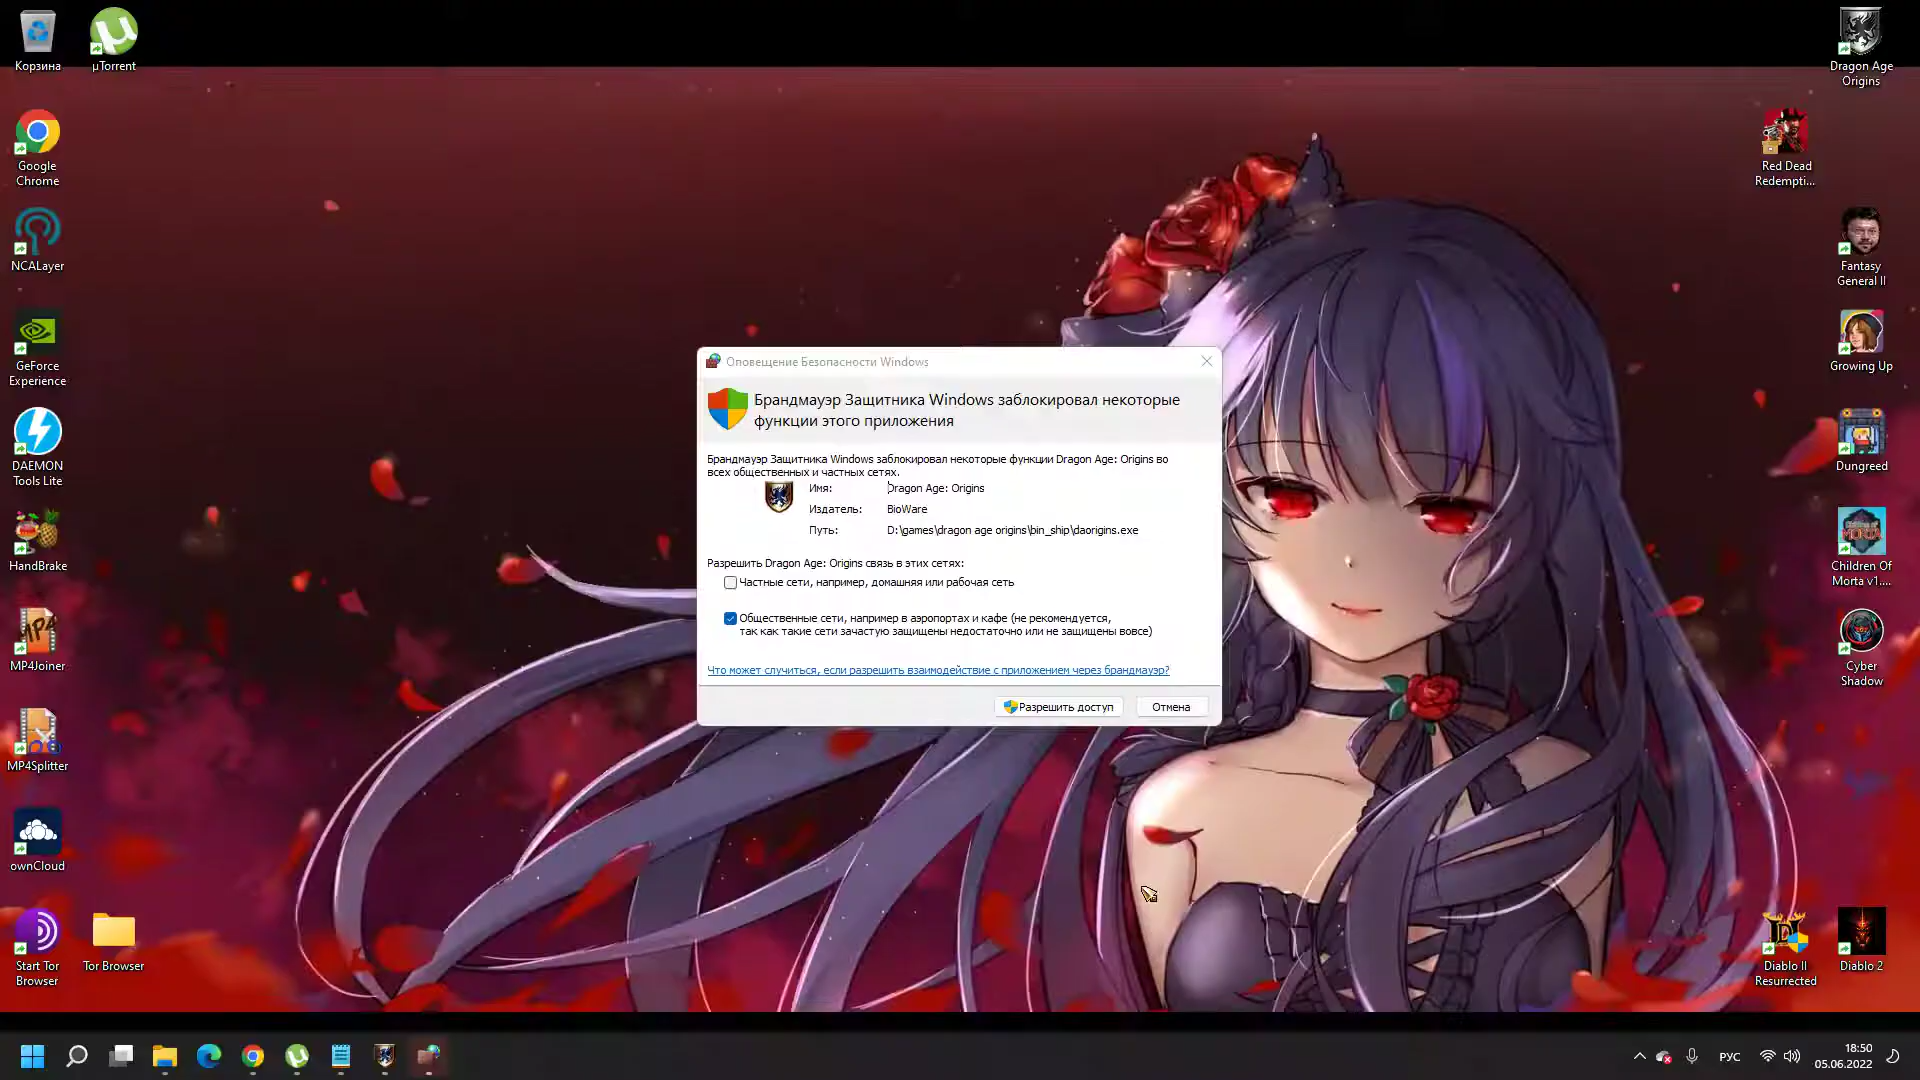 Корзина
µTorrent
Google
Chrome
NCALayer
GeForce
Experience
DAEMON
Tools Lite
HandBrake
MP4Joiner
MP4Splitter
ownCloud
Start Tor
Browser
Tor Browser
Оповещение Безопасности Windows
Брандмауэр Защитника Windows заблокировал некоторые
функции этого приложения
Брандмауэр Защитника Windows заблокировал некоторые функции Dragon Age: Origins во
всех общественных и частных сетях.
Имя: Dragon Age: Origins
Издатель: BioWare
Путь: D:\games\dragon age origins\bin_ship\daorigins.exe
Разрешить Dragon Age: Origins связь в этих сетях:
Частные сети, например, домашняя или рабочая сеть
Общественные сети, например в аэропортах и кафе (не рекомендуется,
так как такие сети зачастую защищены недостаточно или не защищены вовсе)
Что может случиться, если разрешить взаимодействие с приложением через брандмауэр?
Разрешить доступ
Отмена
Dragon Age
Origins
Red Dead
Redempti...
Fantasy
General II
Growing Up
Dungreed
Children Of
Morta v1....
Cyber
Shadow
Diablo II
Resurrected
Diablo 2
РУС
18:50
05.06.2022